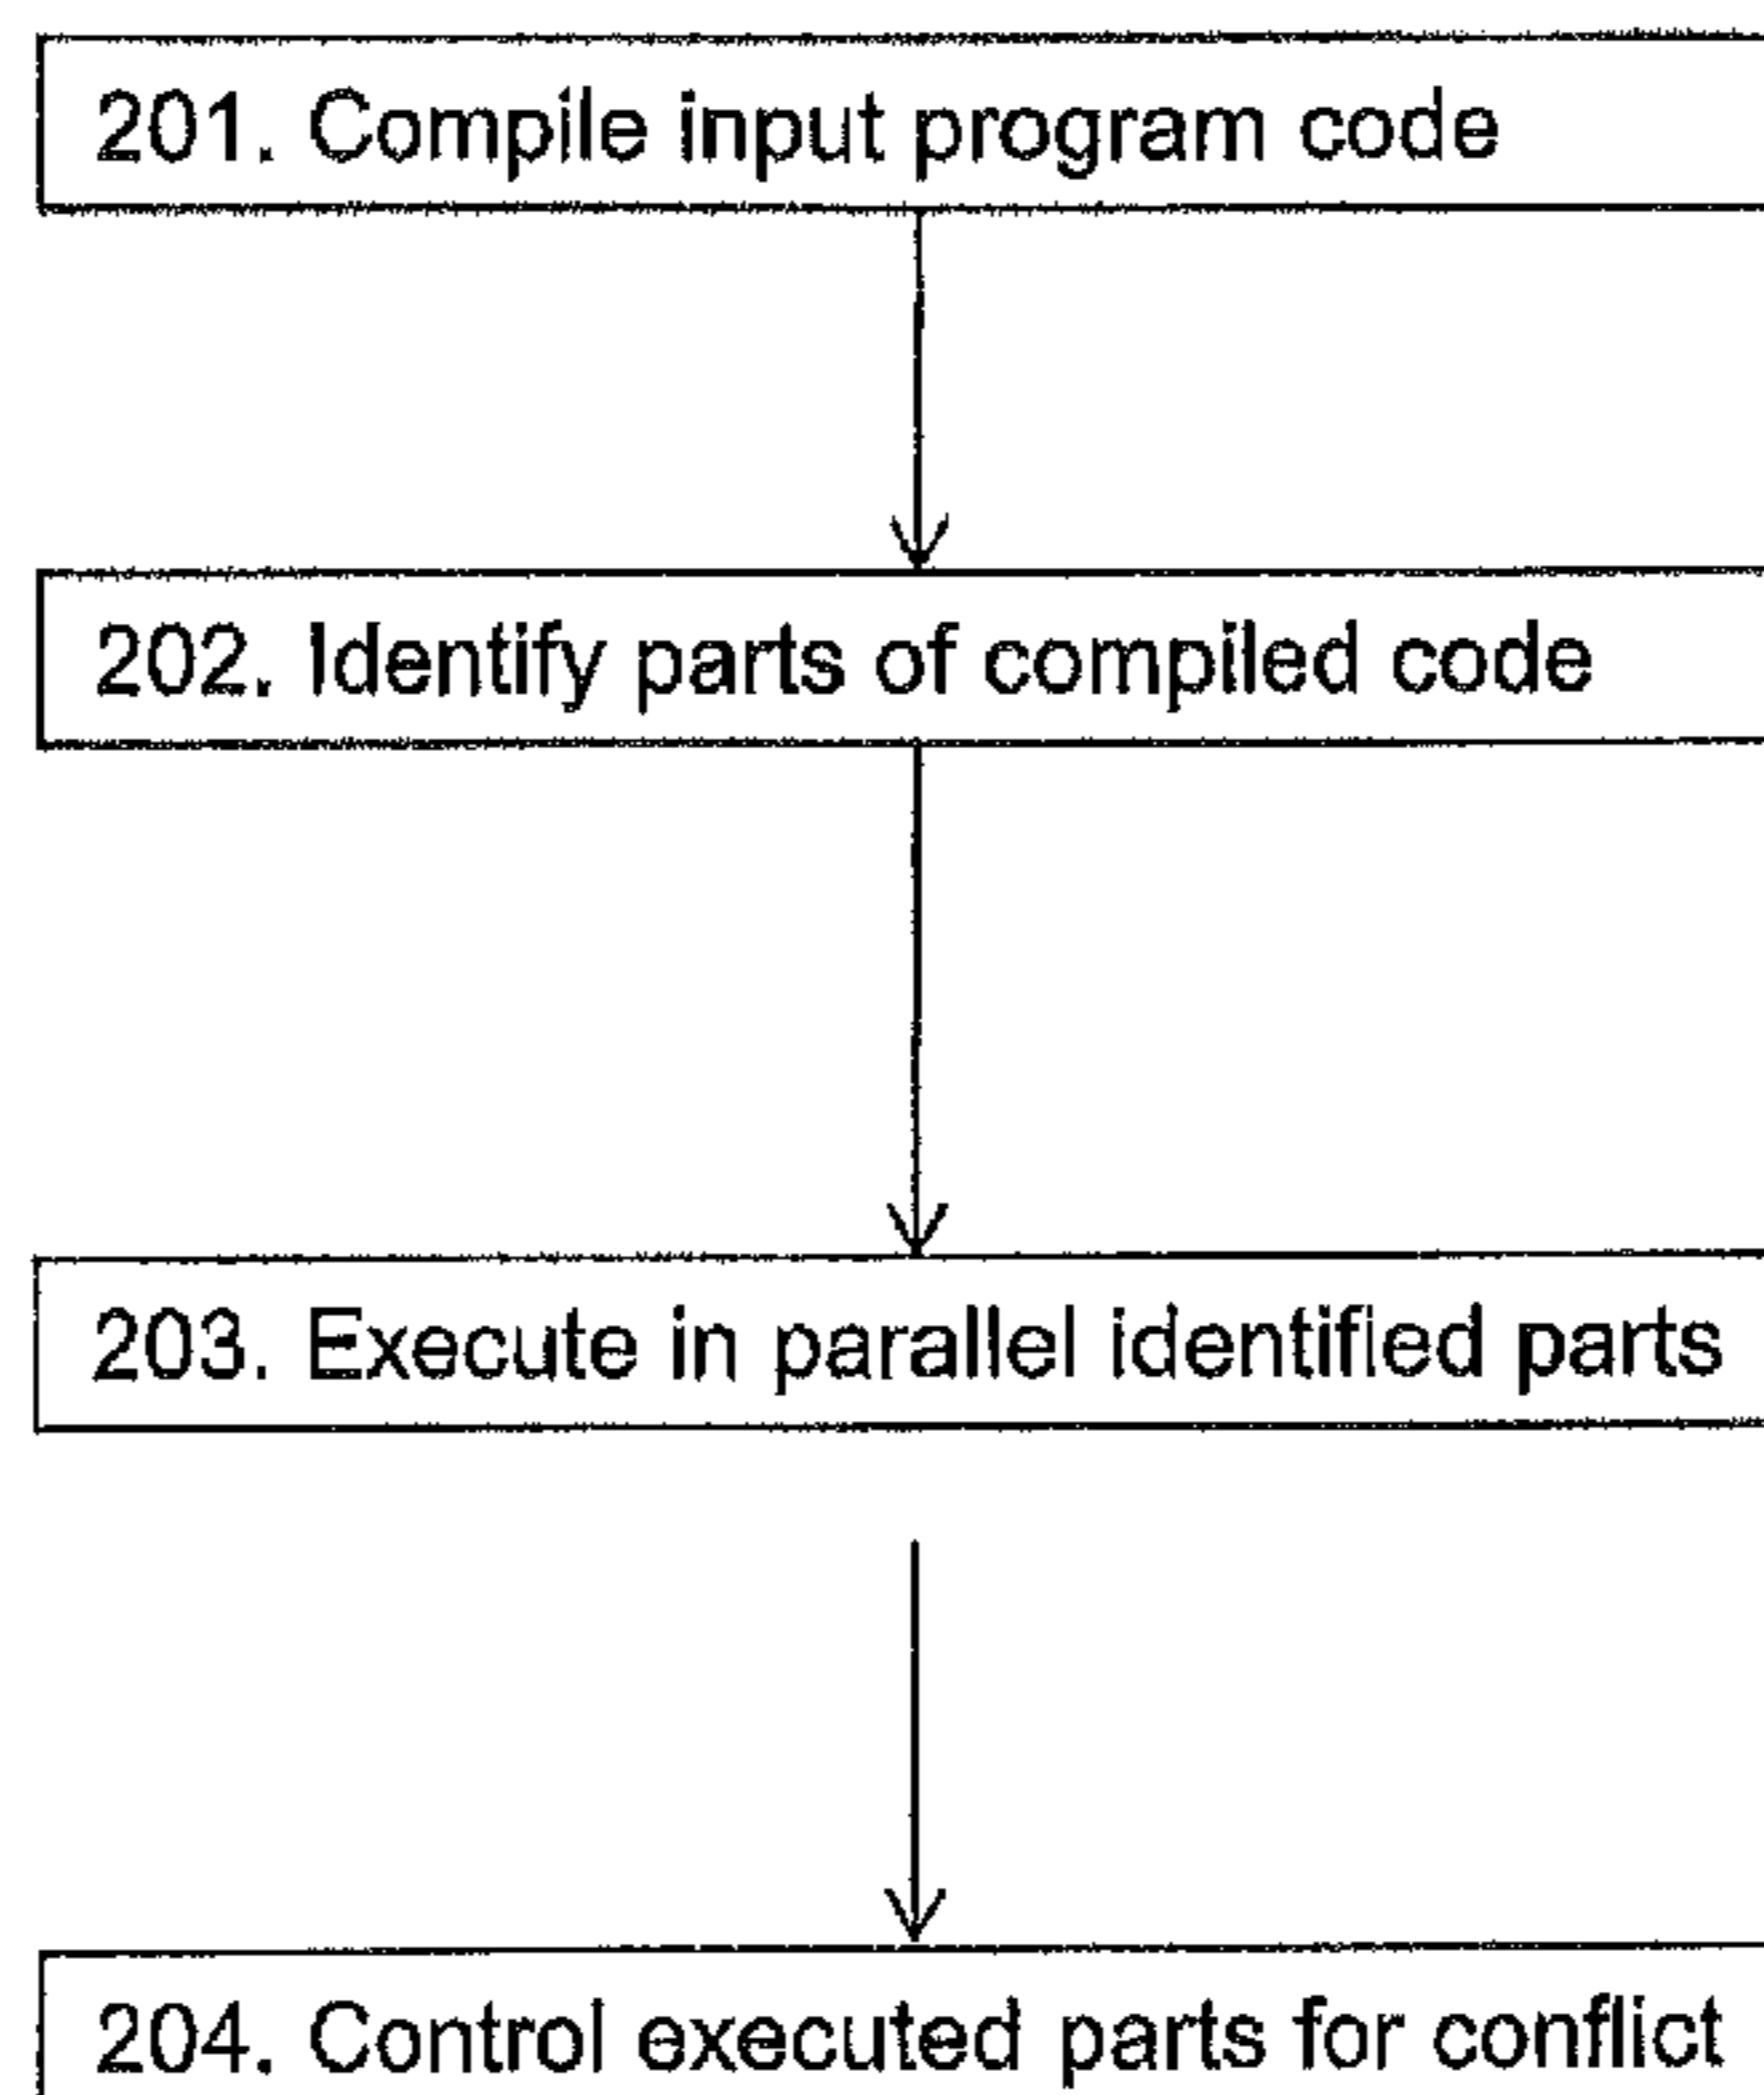 201. Compile input program code
202. Identify parts of compiled code
203. Execute in parallel identified parts
204. Control executed parts for conflict